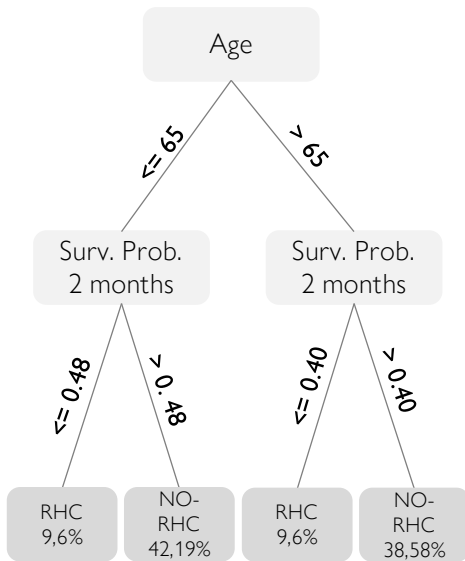 Age
<= 65
> 65
Surv. Prob.
2 months
Surv. Prob.
2 months
<= 0.48
> 0. 48
<= 0.40
> 0.40
RHC
9,6%
NO-
RHC
42,19%
RHC
9,6%
NO-
RHC
38,58%